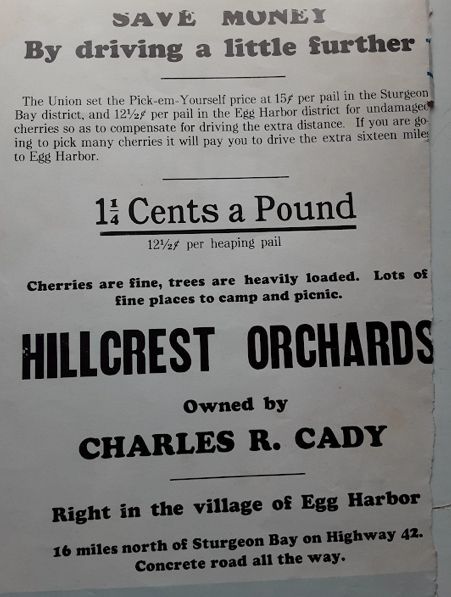 SAVE MONEY
By driving a little further
The Union set the Pick-em-Yourself price at 15¢ per pail in the Sturgeon
Bay district, and 12½¢ per pail in the Egg Harbor district for undamaged
cherries so as to compensate for driving the extra distance. If you are go-
ing to pick many cherries it will pay you to drive the extra sixteen miles
to Egg Harbor.
1¼ Cents a Pound
12½¢ per heaping pail
Cherries are fine, trees are heavily loaded. Lots of
fine places to camp and picnic.
HILLCREST ORCHARDS
Owned by
CHARLES R. CADY
Right in the village of Egg Harbor
16 miles north of Sturgeon Bay on Highway 42.
Concrete road all the way.